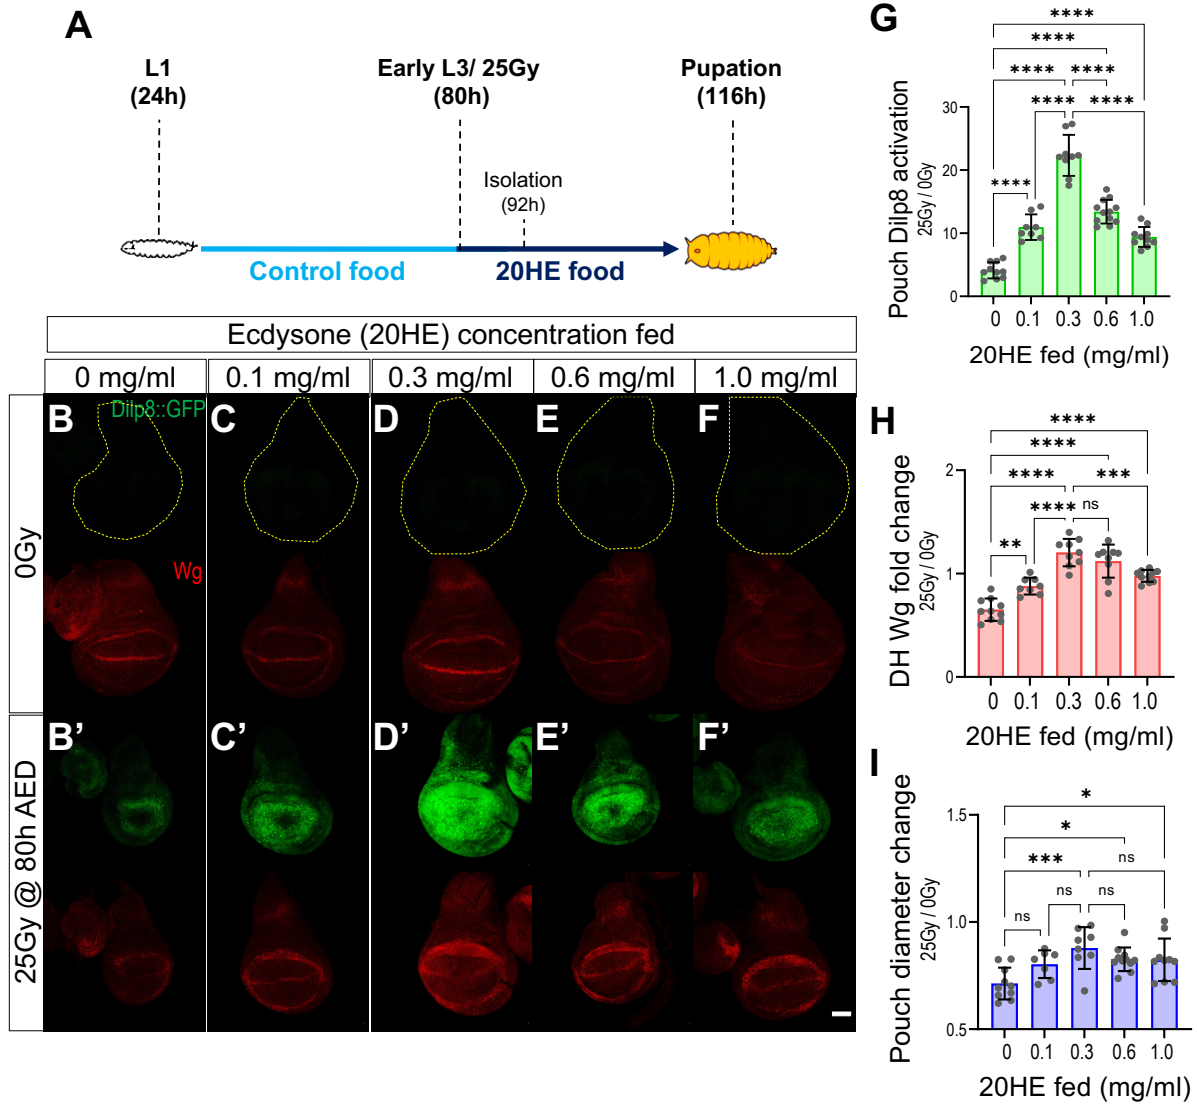 A
L1
(24h)
Early L3/ 25Gy
(80h)
Pupation
(116h)
Isolation
(92h)
Control food
20HE food
Ecdysone (20HE) concentration fed
0 mg/ml
0.1 mg/ml
0.3 mg/ml
0.6 mg/ml
1.0 mg/ml
0Gy
B
Dilp8::GFP
C
D
E
F
Wg
25Gy @ 80h AED
B’
C’
D’
E’
F’
G
Pouch Dilp8 activation
25Gy / 0Gy
****
****
**** ****
**** ****
****
30
20
10
0
0 0.1 0.3 0.6 1.0
20HE fed (mg/ml)
H
DH Wg fold change
25Gy / 0Gy
****
****
**** ***
**** ns
**
2
1
0
0 0.1 0.3 0.6 1.0
20HE fed (mg/ml)
I
Pouch diameter change
25Gy / 0Gy
*
*
*** ns
ns ns
ns
1.5
1.0
0.5
0 0.1 0.3 0.6 1.0
20HE fed (mg/ml)